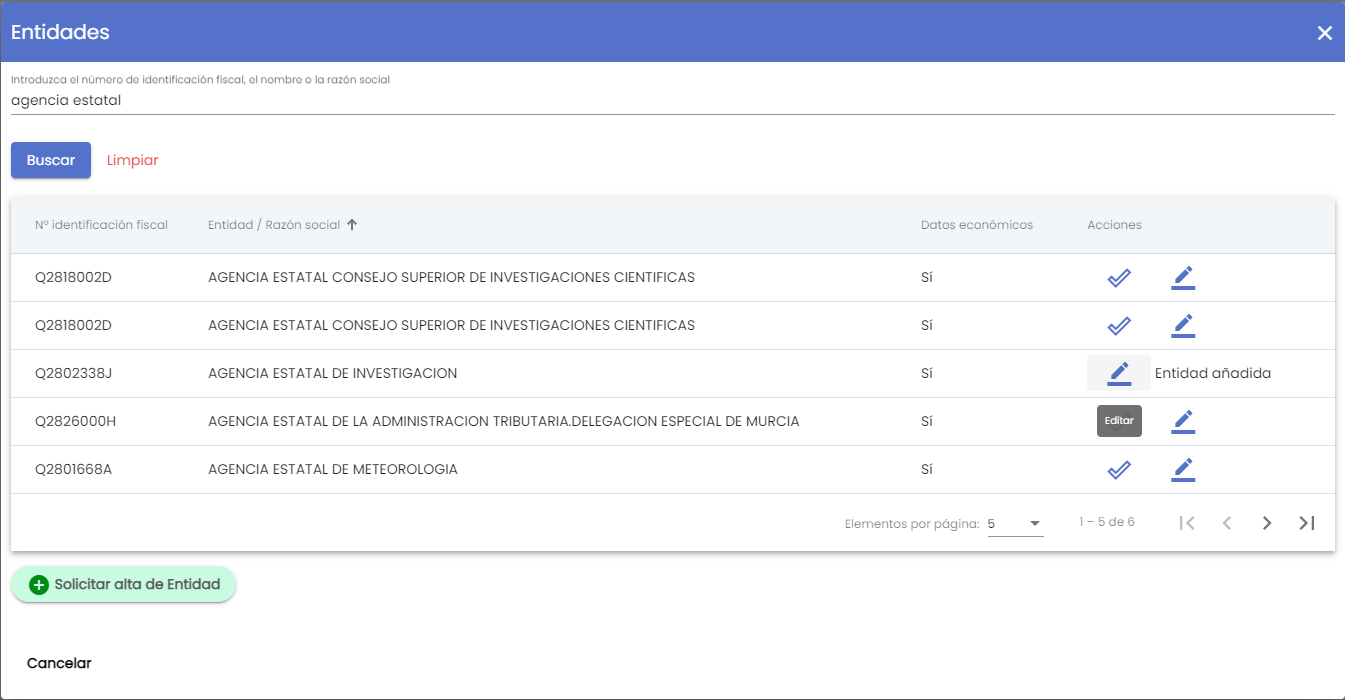 Entidades
Introduzca el número de identificación fiscal, el nombre o la razón social
agencia estatal
Buscar Limpiar
Nº identificación fiscal Entidad / Razón social Datos económicos Acciones
Q2818002D AGENCIA ESTATAL CONSEJO SUPERIOR DE INVESTIGACIONES CIENTIFICAS Sí
Q2818002D AGENCIA ESTATAL CONSEJO SUPERIOR DE INVESTIGACIONES CIENTIFICAS Sí
Q2802338J AGENCIA ESTATAL DE INVESTIGACION Sí Entidad añadida
Q2826000H AGENCIA ESTATAL DE LA ADMINISTRACION TRIBUTARIA.DELEGACION ESPECIAL DE MURCIA Sí Editar
Q2801668A AGENCIA ESTATAL DE METEOROLOGIA Sí
Elementos por página: 5 1 – 5 de 6
Solicitar alta de Entidad
Cancelar